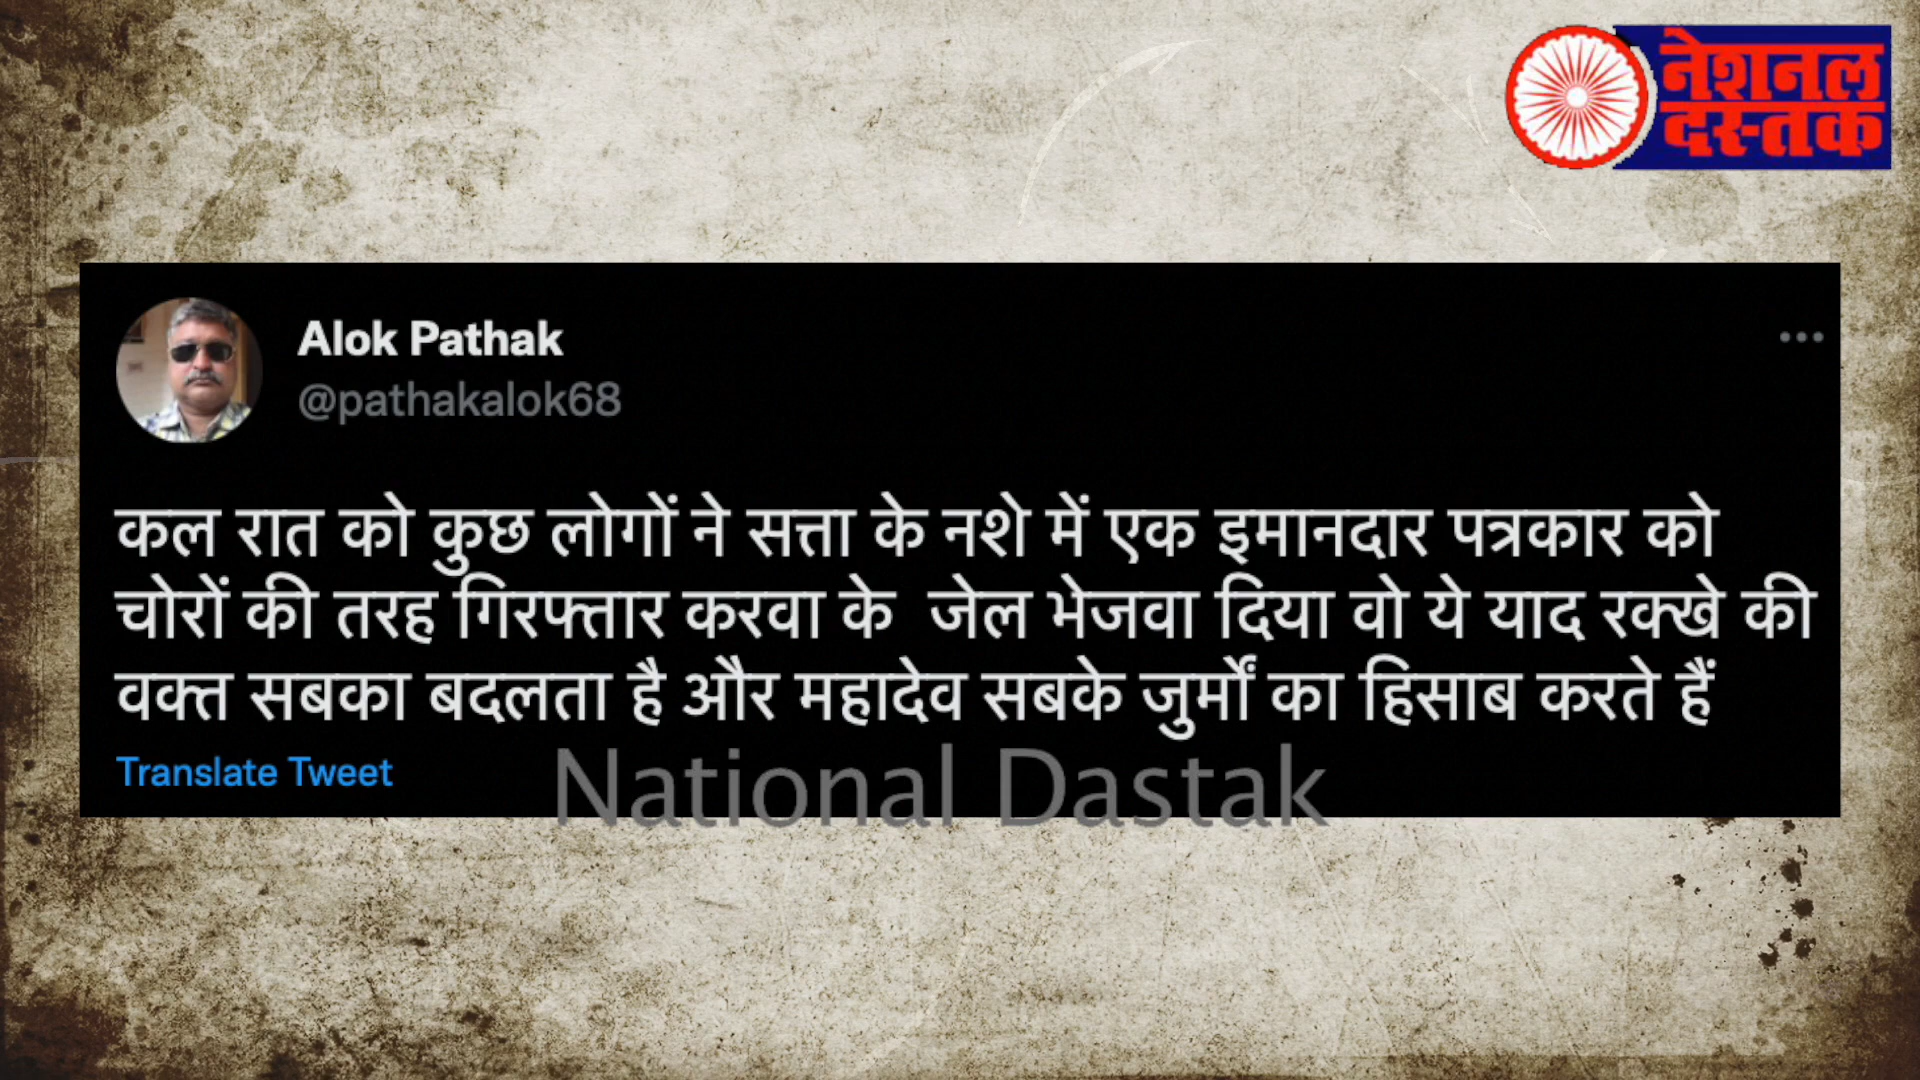 नेशनल
दस्तक
Alok Pathak
@pathakalok68
कल रात को कुछ लोगों ने सत्ता के नशे में एक इमानदार पत्रकार को
चोरों की तरह गिरफ्तार करवा के जेल भेजवा दिया वो ये याद रक्खे की
वक्त सबका बदलता है और महादेव सबके जुर्मों का हिसाब करते हैं
Translate Tweet
National Dastak